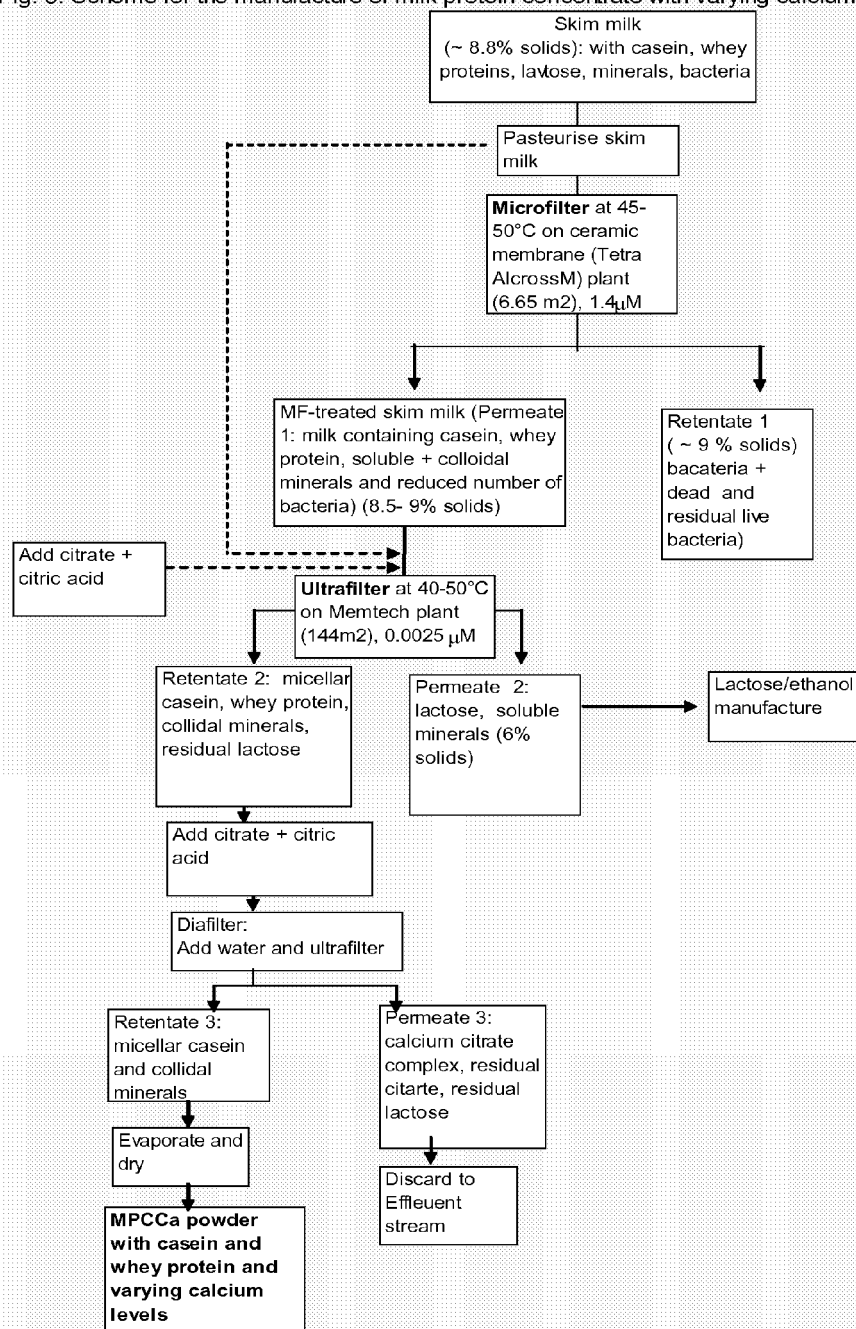 Fig. 3. Scheme for the manufacture of milk protein concentrate with varying calcium
Skim milk
(~ 8.8% solids): with casein, whey
proteins, lavtose, minerals, bacteria
Pasteurise skim
milk
Microfilter at 45-
50°C on ceramic
membrane (Tetra
AlcrossM) plant
(6.65 m2), 1.4μM
MF-treated skim milk (Permeate
1: milk containing casein, whey
protein, soluble + colloidal
minerals and reduced number of
bacteria) (8.5- 9% solids)
Retentate 1
( ~ 9 % solids)
bacateria +
dead and
residual live
bacteria)
Add citrate +
citric acid
Ultrafilter at 40-50°C
on Memtech plant
(144m2), 0.0025 μM
Retentate 2: micellar
casein, whey protein,
collidal minerals,
residual lactose
Permeate 2:
lactose, soluble
minerals (6%
solids)
Lactose/ethanol
manufacture
Add citrate + citric
acid
Diafilter:
Add water and ultrafilter
Retentate 3:
micellar casein
and collidal
minerals
Permeate 3:
calcium citrate
complex, residual
citarte, residual
lactose
Evaporate and
dry
Discard to
Effleuent
stream
MPCCa powder
with casein and
whey protein and
varying calcium
levels